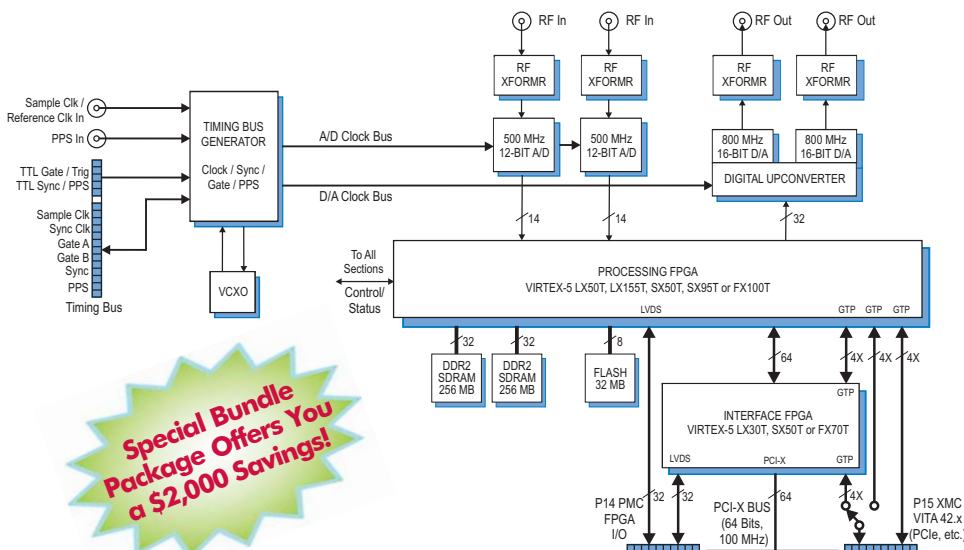 RF In
RF In
RF Out
RF Out
RF
XFORMR
RF
XFORMR
RF
XFORMR
RF
XFORMR
Sample Clk /
Reference Clk In
PPS In
TTL Gate / Trig
TTL Sync / PPS
Sample Clk
Sync Clk
Gate A
Gate B
Sync
PPS
Timing Bus
TIMING BUS
GENERATOR
Clock / Sync /
Gate / PPS
VCXO
A/D Clock Bus
D/A Clock Bus
500 MHz
12-BIT A/D
500 MHz
12-BIT A/D
800 MHz
16-BIT D/A
800 MHz
16-BIT D/A
DIGITAL UPCONVERTER
14
14
32
To All
Sections
Control/
Status
PROCESSING FPGA
VIRTEX-5 LX50T, LX155T, SX50T, SX95T or FX100T
LVDS
GTP
GTP
GTP
32
32
8
64
4X
4X
4X
DDR2
SDRAM
256 MB
DDR2
SDRAM
256 MB
FLASH
32 MB
GTP
INTERFACE FPGA
VIRTEX-5 LX30T, SX50T or FX70T
LVDS
PCI-X
GTP
Special Bundle
Package Offers You
a $2,000 Savings!
P14 PMC
FPGA
I/O
32
32
PCI-X BUS
(64 Bits,
100 MHz)
64
4X
P15 XMC
VITA 42.x
(PCIe, etc.)